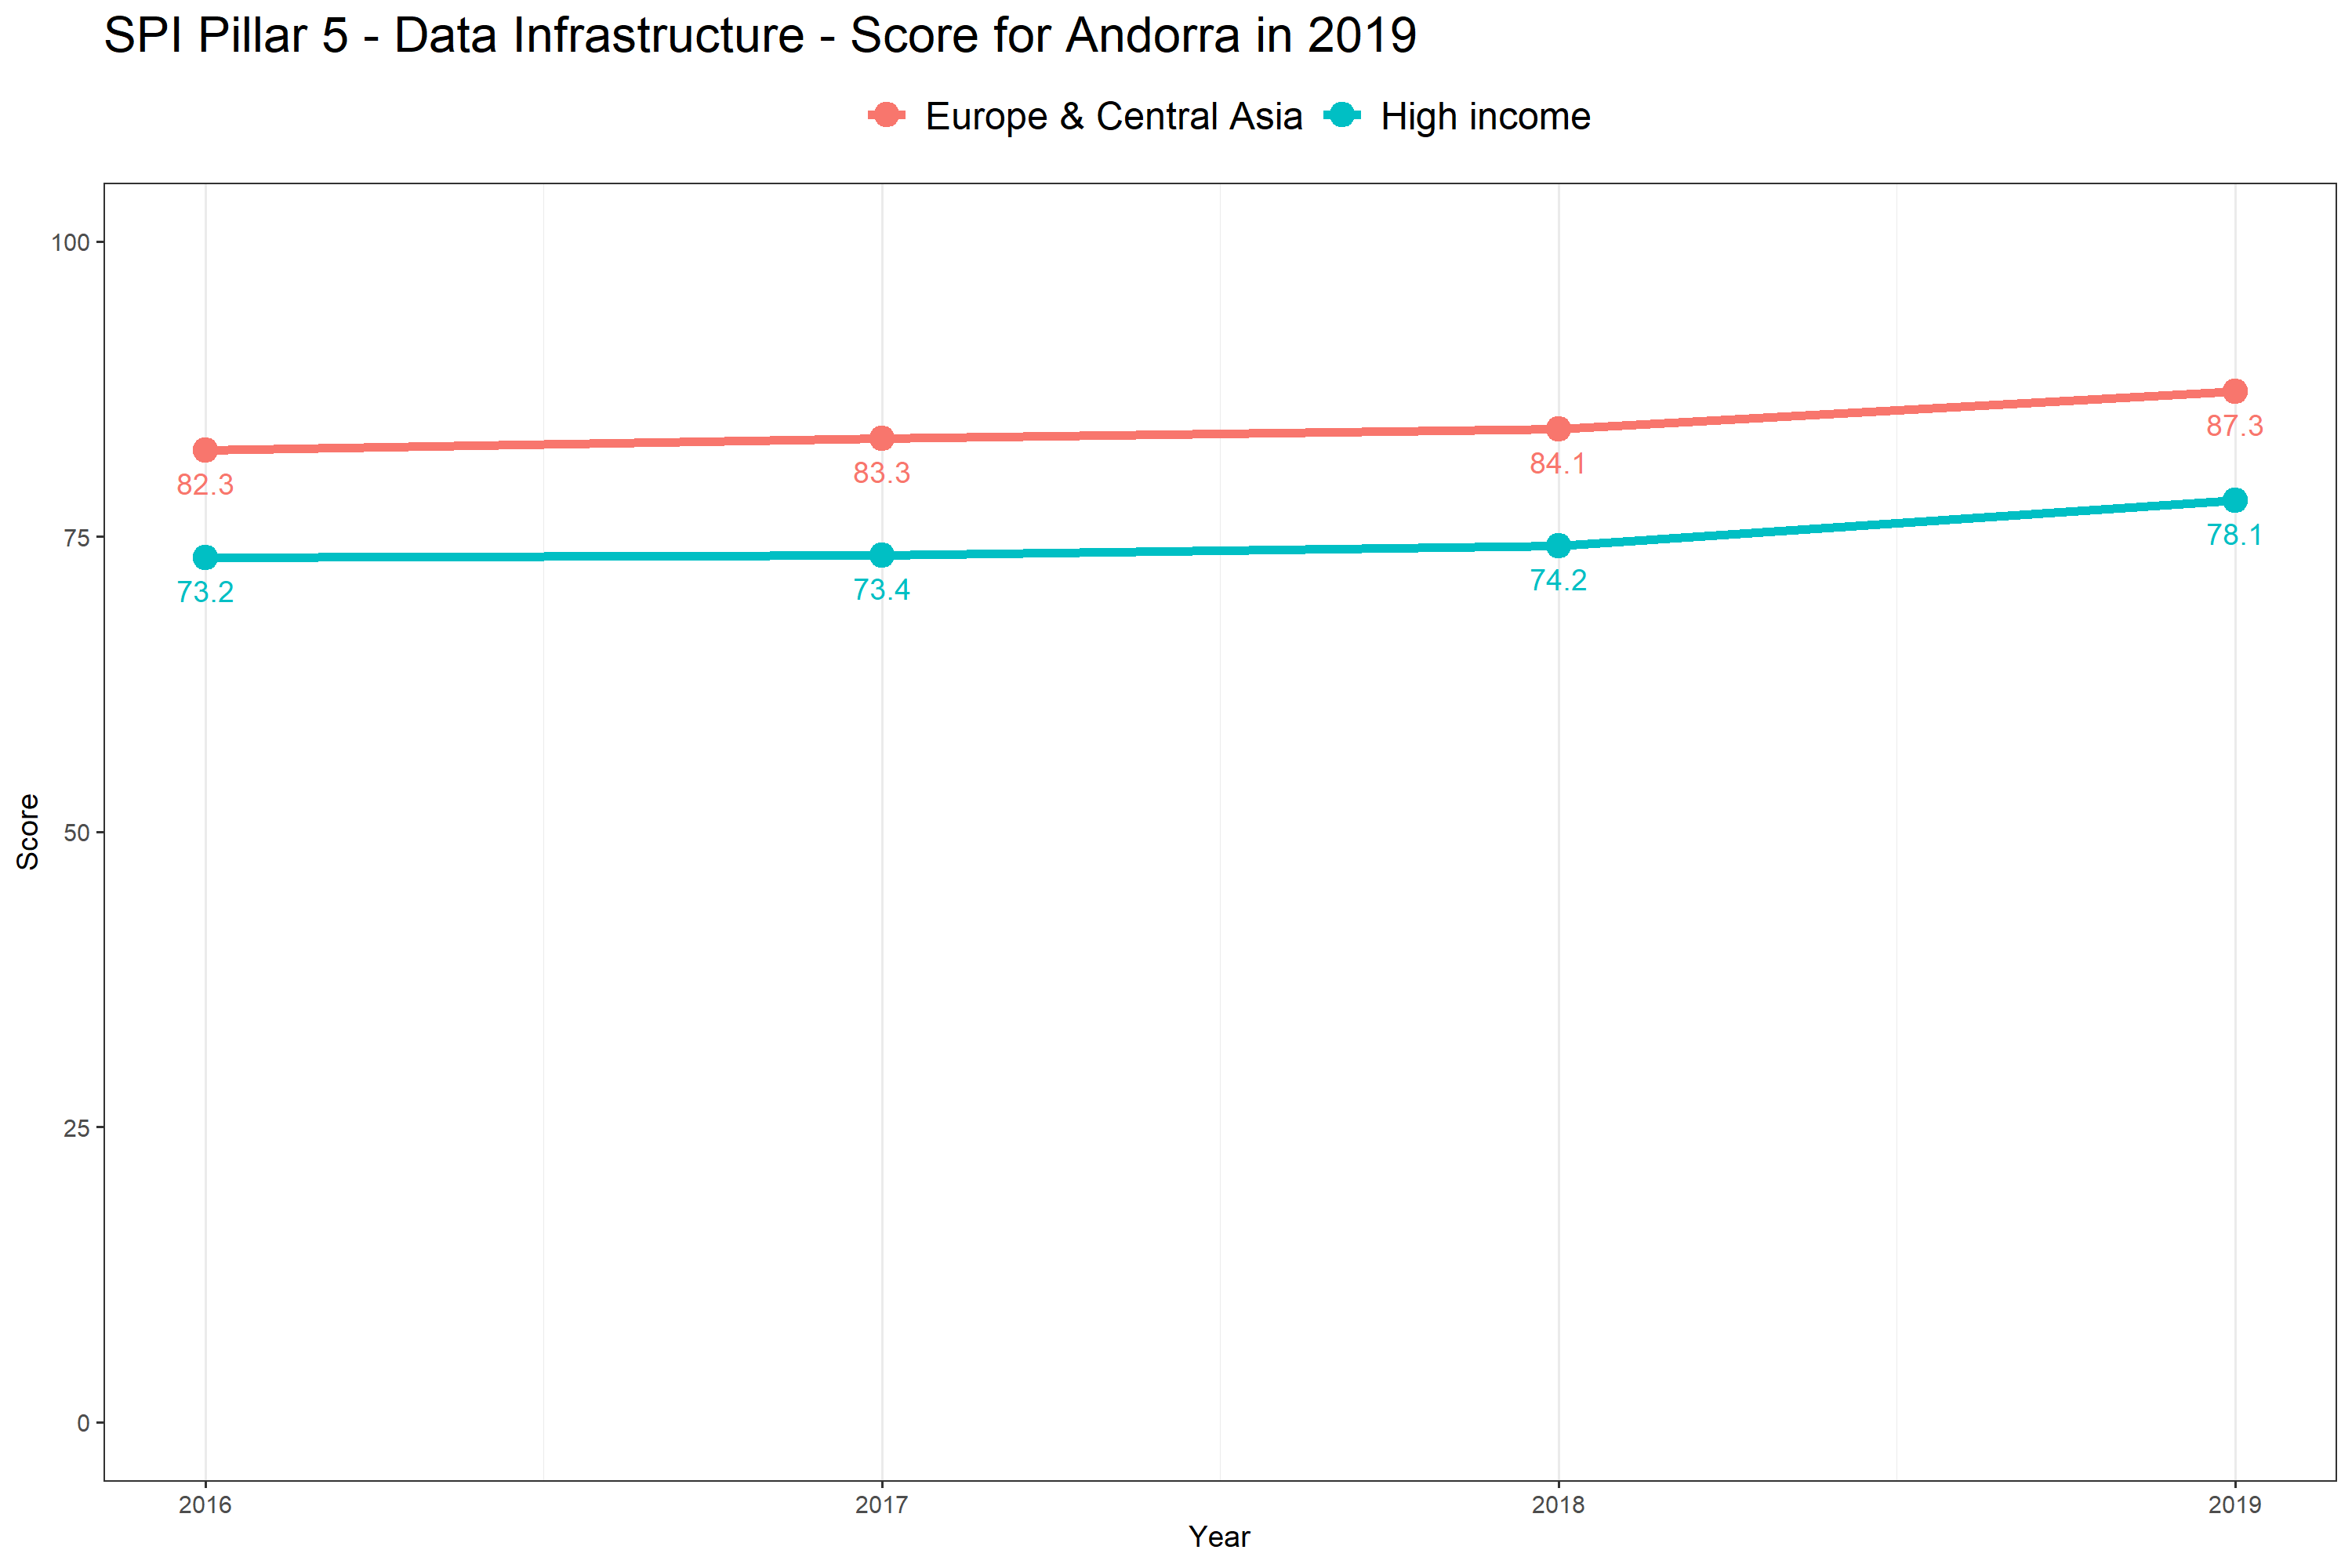 SPI Pillar 5 - Data Infrastructure - Score for Andorra in 2019
Europe & Central Asia High income
100
75
50
25
0
Score
82.3
83.3
84.1
87.3
73.2
73.4
74.2
78.1
2016 2017 2018 2019
Year